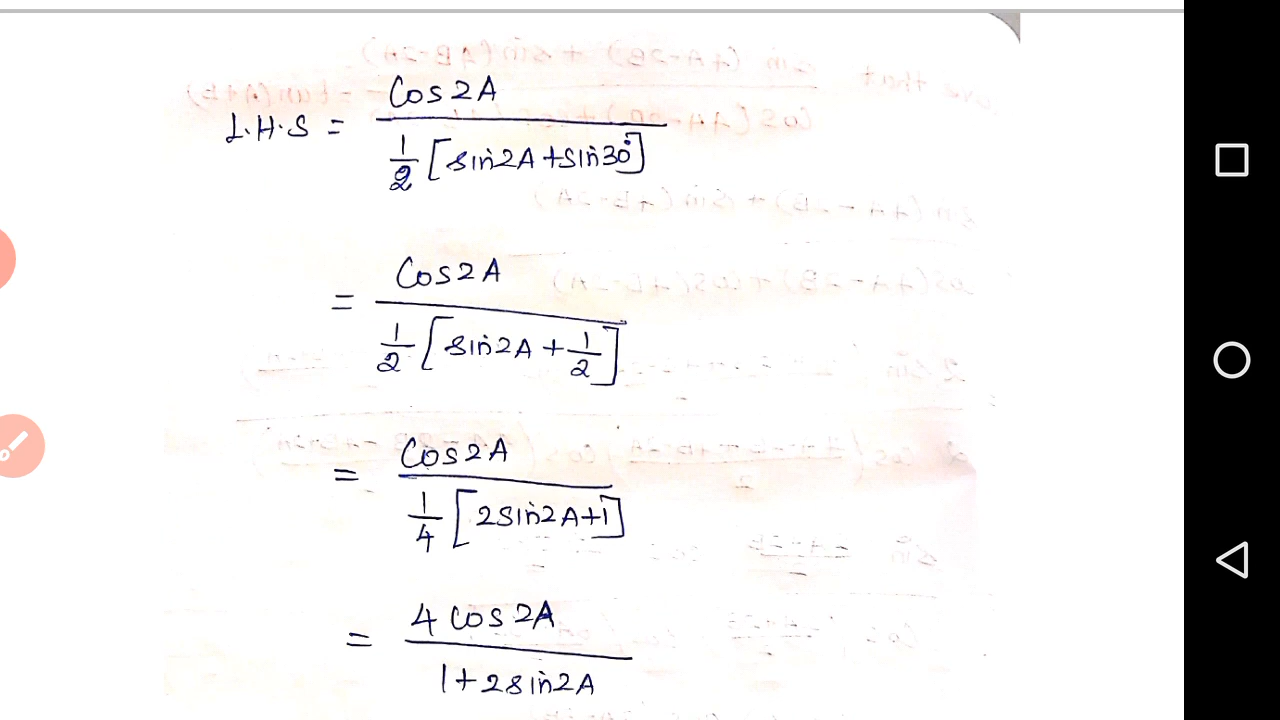 L.H.S = Cos2A / 1/2 [sin2A + sin30°]
= Cos2A / 1/2 [sin2A + 1/2]
= Cos2A / 1/4 [2sin2A+1]
= 4 Cos 2A / 1+2sin2A